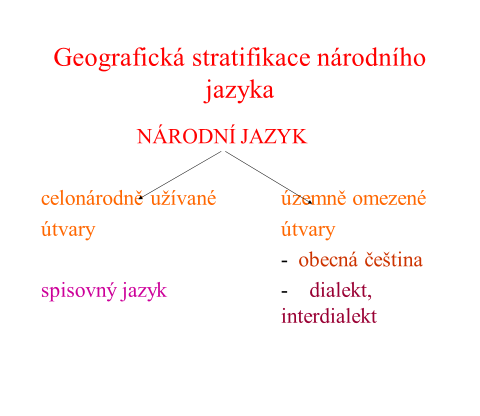 Geografická stratifikace národního
jazyka
NÁRODNÍ JAZYK
celonárodně užívané
útvary
spisovný jazyk
územně omezené
útvary
- obecná čeština
- dialekt,
interdialekt